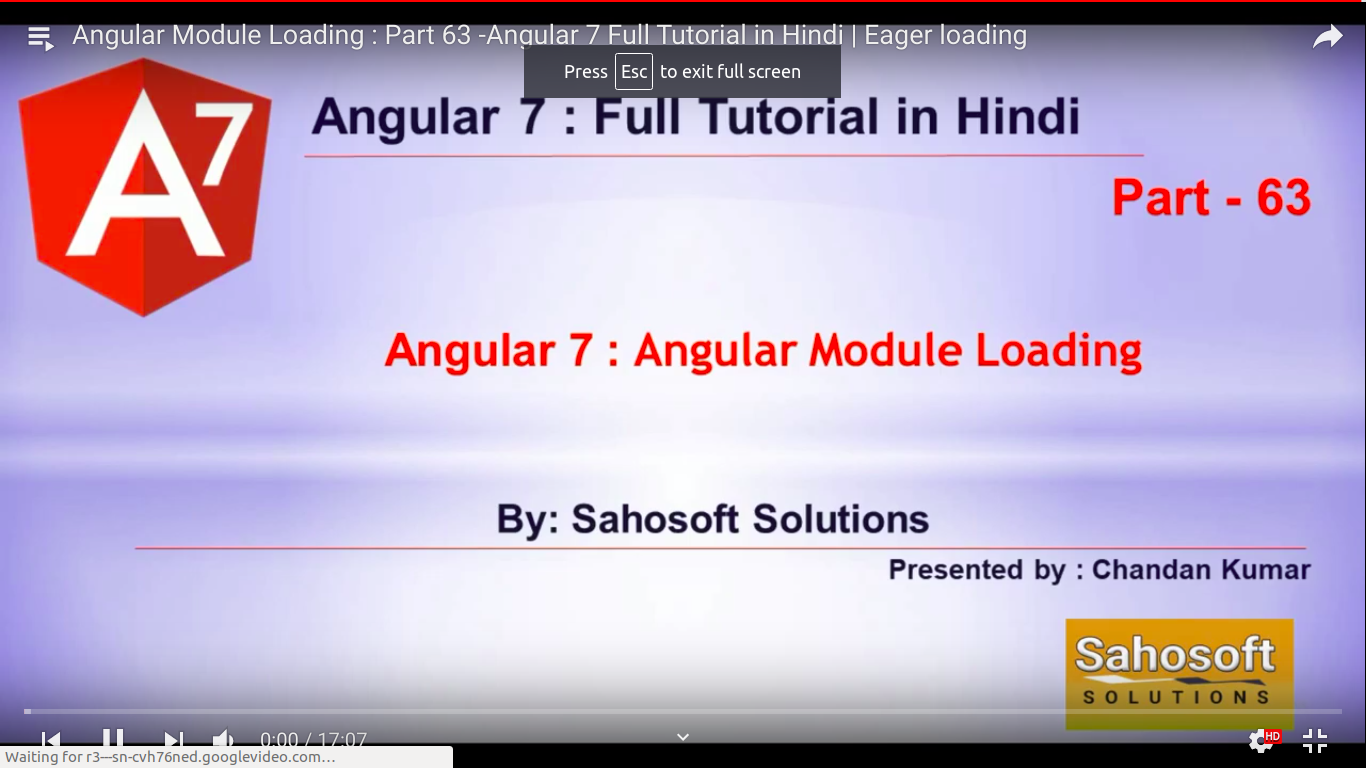 Angular Module Loading : Part 63 -Angular 7 Full Tutorial in Hindi | Eager loading
Press Esc to exit full screen
A7
Angular 7 : Full Tutorial in Hindi
Part - 63
Angular 7 : Angular Module Loading
By: Sahosoft Solutions
Presented by : Chandan Kumar
Sahosoft
SOLUTIONS
0:00 / 17:07
HD
Waiting for r3---sn-cvh76ned.googlevideo.com…